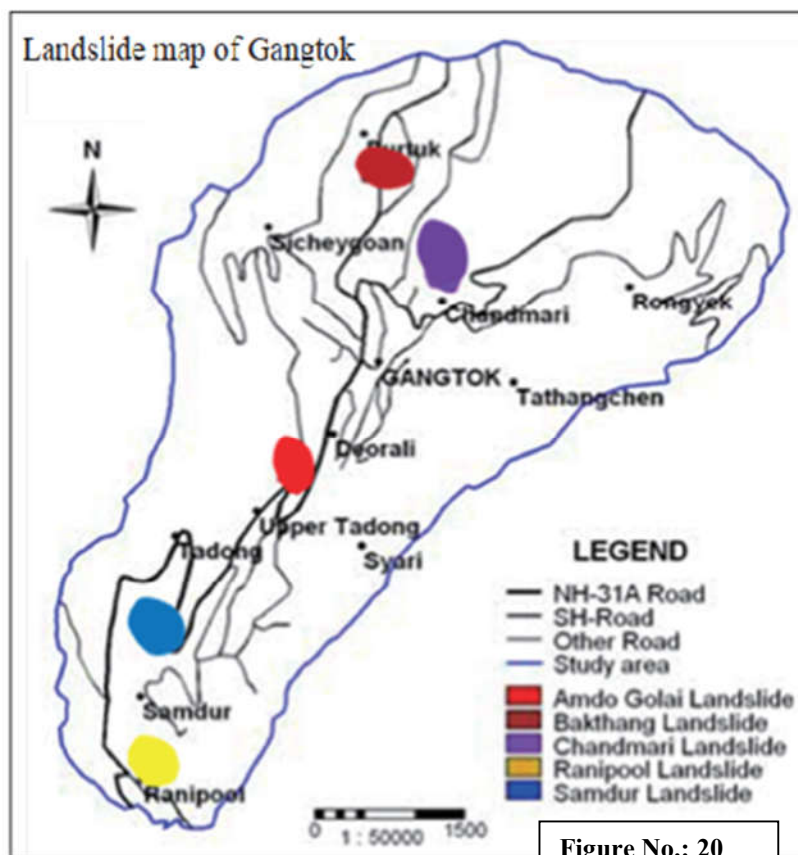 Landslide map of Gangtok
N
Burtuk
Sicheygoan
Chandmari
Rongyek
GANGTOK
Tathangchen
Deorali
Upper Tadong
Tadong
Syari
Samdur
Ranipool
LEGEND
NH-31A Road
SH-Road
Other Road
Study area
Amdo Golai Landslide
Bakthang Landslide
Chandmari Landslide
Ranipool Landslide
Samdur Landslide
0 1 : 50000 1500
Figure No.: 20